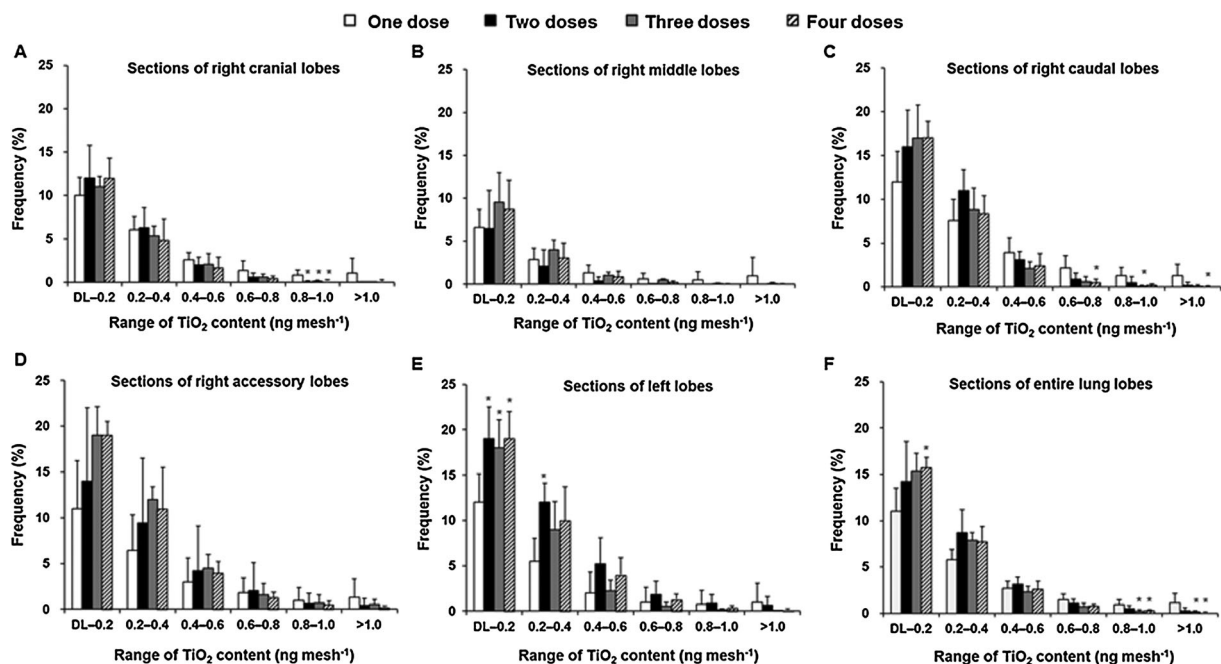 One dose Two doses Three doses Four doses
A
Sections of right cranial lobes
Frequency (%)
25
20
15
10
5
0
* * *
DL–0.2 0.2–0.4 0.4–0.6 0.6–0.8 0.8–1.0 >1.0
Range of TiO₂ content (ng mesh⁻¹)
B
Sections of right middle lobes
Frequency (%)
25
20
15
10
5
0
DL–0.2 0.2–0.4 0.4–0.6 0.6–0.8 0.8–1.0 >1.0
Range of TiO₂ content (ng mesh⁻¹)
C
Sections of right caudal lobes
Frequency (%)
25
20
15
10
5
0
* * *
DL–0.2 0.2–0.4 0.4–0.6 0.6–0.8 0.8–1.0 >1.0
Range of TiO₂ content (ng mesh⁻¹)
D
Sections of right accessory lobes
Frequency (%)
25
20
15
10
5
0
DL–0.2 0.2–0.4 0.4–0.6 0.6–0.8 0.8–1.0 >1.0
Range of TiO₂ content (ng mesh⁻¹)
E
Sections of left lobes
Frequency (%)
25
20
15
10
5
0
* * * *
DL–0.2 0.2–0.4 0.4–0.6 0.6–0.8 0.8–1.0 >1.0
Range of TiO₂ content (ng mesh⁻¹)
F
Sections of entire lung lobes
Frequency (%)
25
20
15
10
5
0
* * * * *
DL–0.2 0.2–0.4 0.4–0.6 0.6–0.8 0.8–1.0 >1.0
Range of TiO₂ content (ng mesh⁻¹)